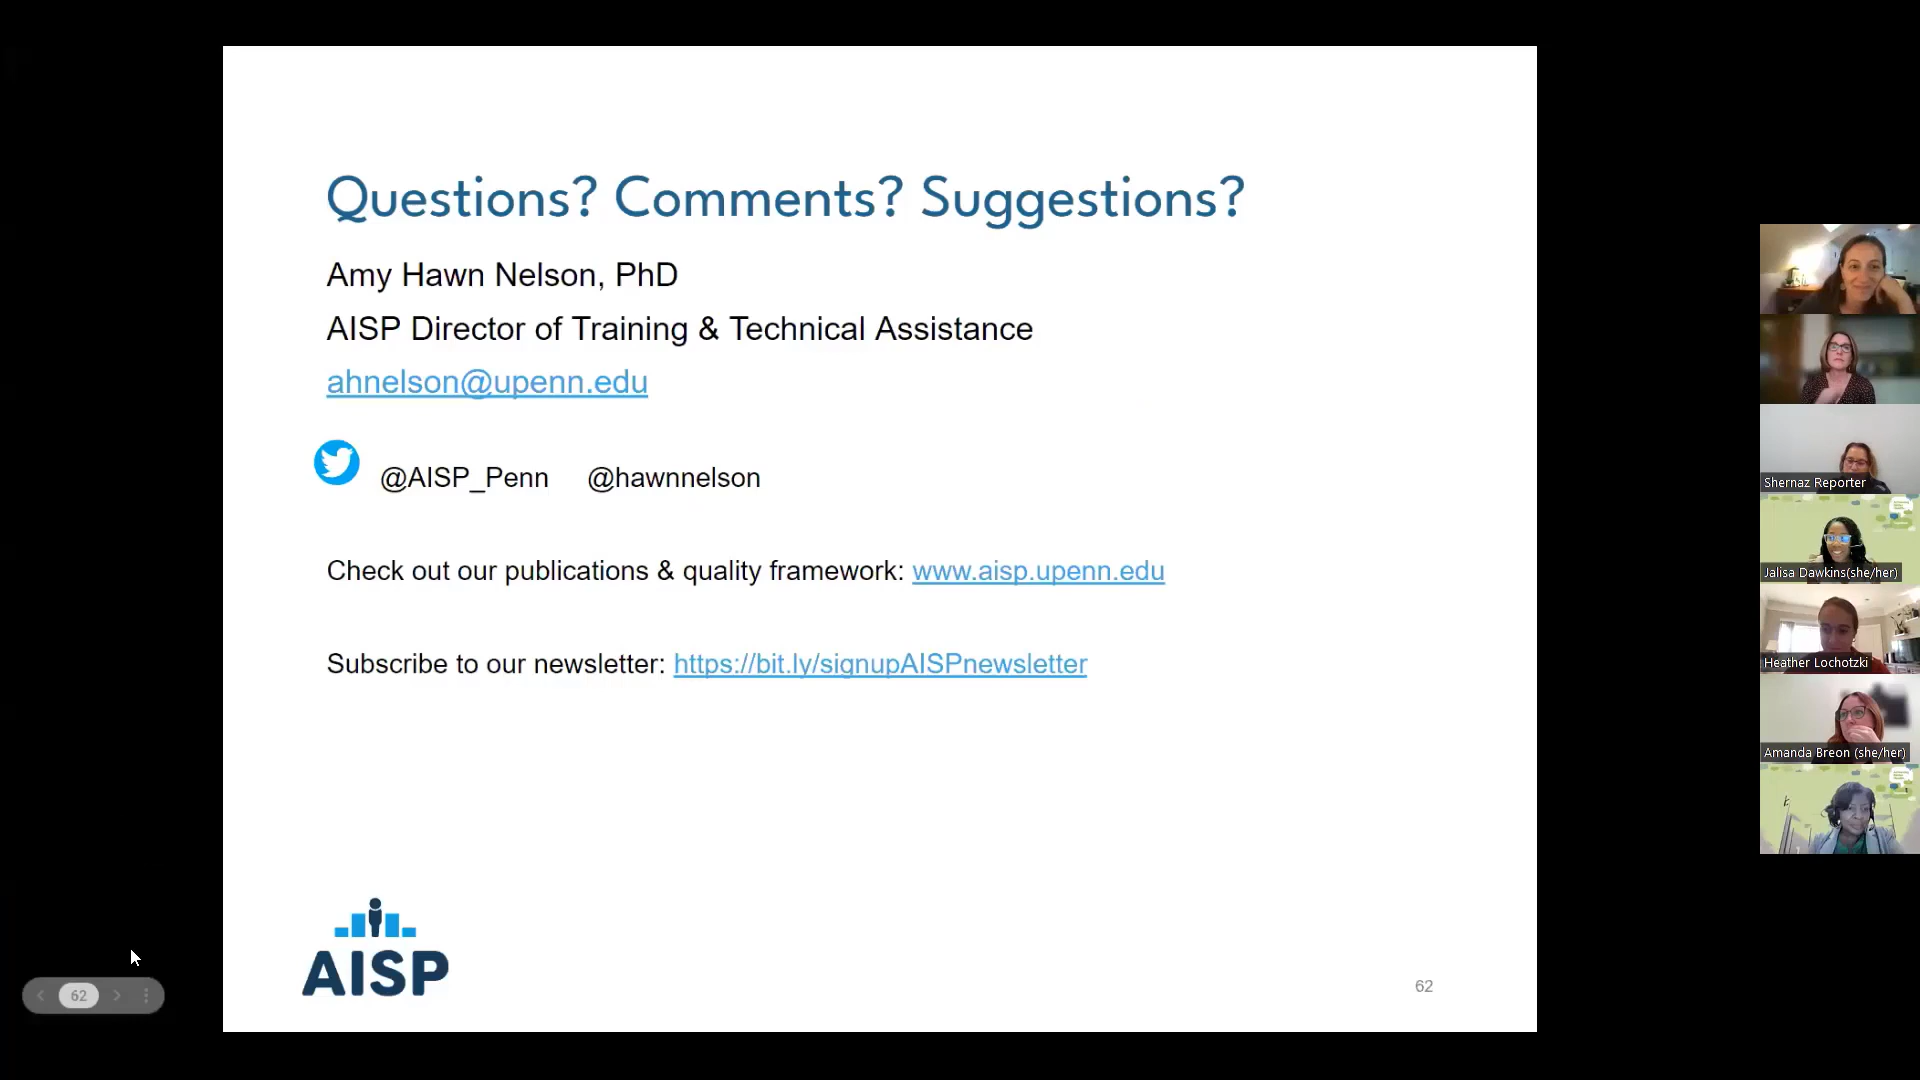 Questions? Comments? Suggestions?
Amy Hawn Nelson, PhD
AISP Director of Training & Technical Assistance
ahnelson@upenn.edu
@AISP_Penn @hawnnelson
Check out our publications & quality framework: www.aisp.upenn.edu
Subscribe to our newsletter: https://bit.ly/signupAISPnewsletter
AISP
62
62
Shernaz Reporter
Jalisa Dawkins(she/her)
Heather Lochotzki
Amanda Breon (she/her)